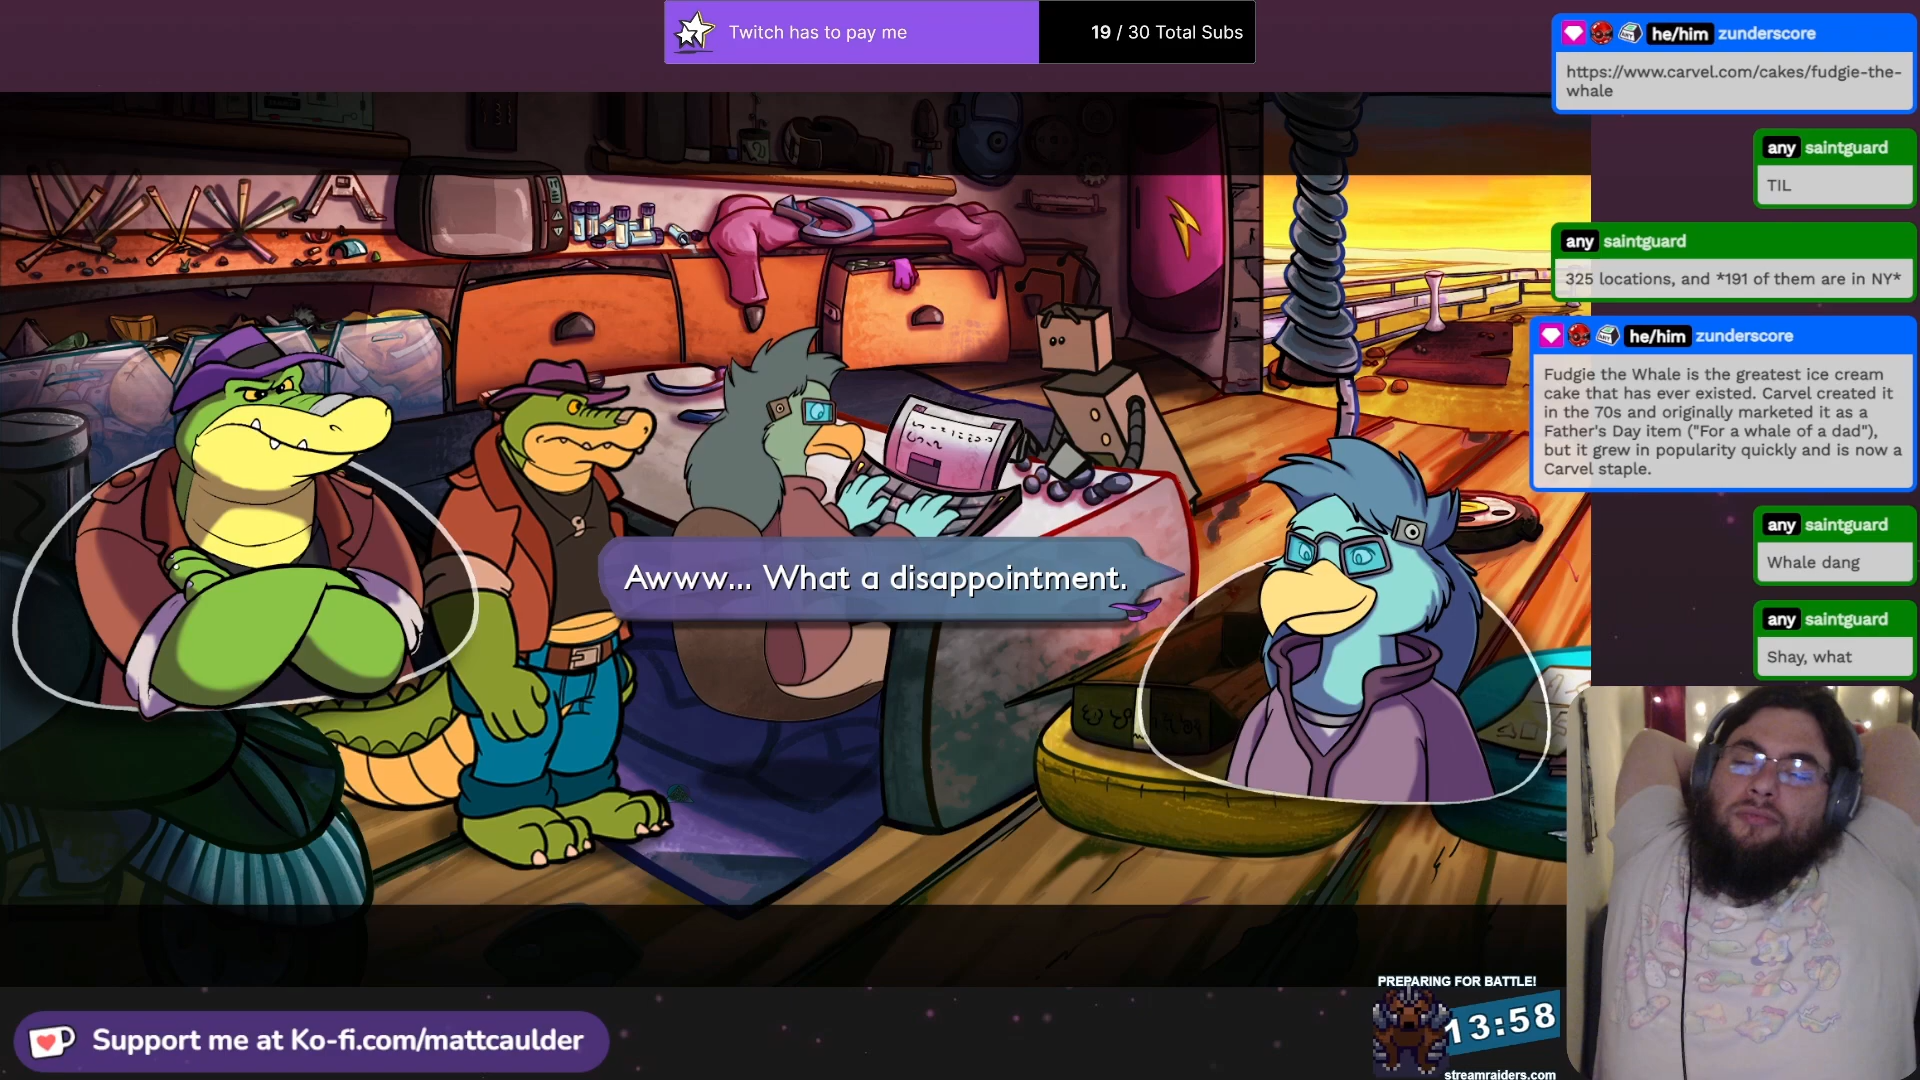 Twitch has to pay me
19 / 30 Total Subs
he/him zunderscore
https://www.carvel.com/cakes/fudgie-the-
whale
any saintguard
TIL
any saintguard
325 locations, and *191 of them are in NY*
he/him zunderscore
Fudgie the Whale is the greatest ice cream
cake that has ever existed. Carvel created it
in the 70s and originally marketed it as a
Father's Day item ("For a whale of a dad"),
but it grew in popularity quickly and is now a
Carvel staple.
any saintguard
Whale dang
any saintguard
Shay, what
Awww... What a disappointment.
PREPARING FOR BATTLE!
13:58
streamraiders.com
Support me at Ko-fi.com/mattcaulder